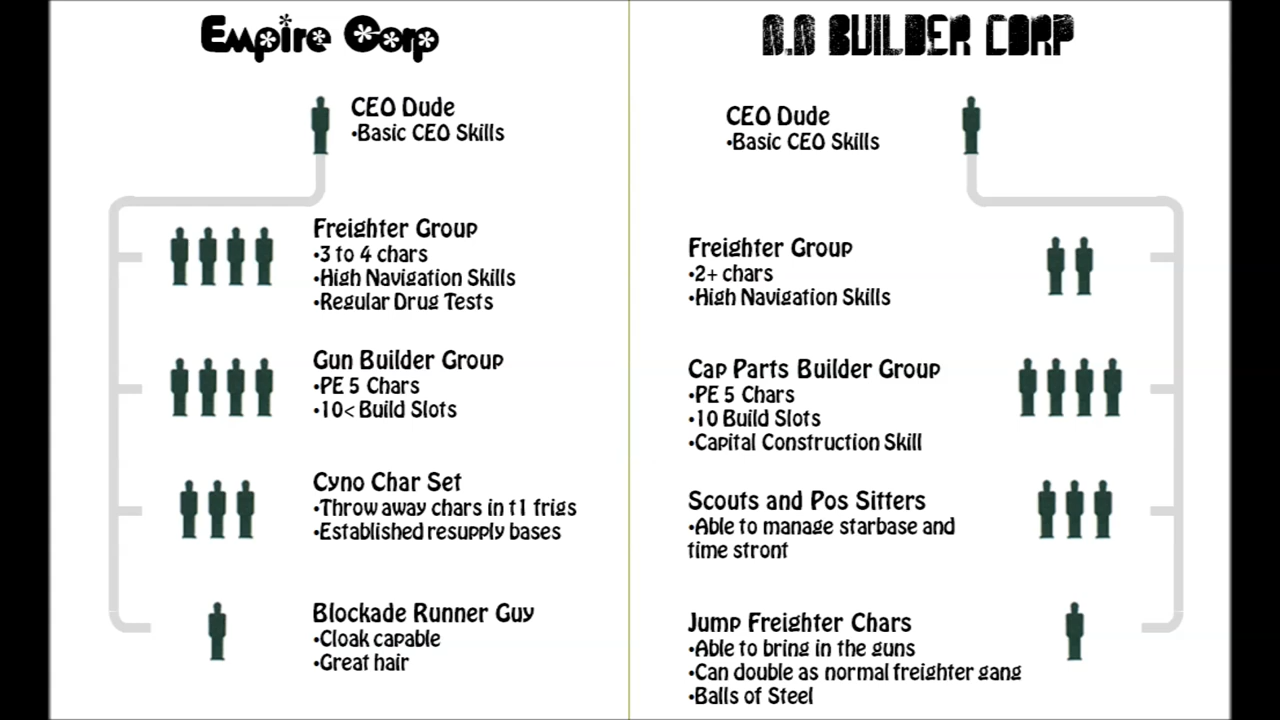 Empire Corp
CEO Dude
•Basic CEO Skills
Freighter Group
•3 to 4 chars
•High Navigation Skills
•Regular Drug Tests
Gun Builder Group
•PE 5 Chars
•10< Build Slots
Cyno Char Set
•Throw away chars in t1 frigs
•Established resupply bases
Blockade Runner Guy
•Cloak capable
•Great hair
0.0 BUILDER CORP
CEO Dude
•Basic CEO Skills
Freighter Group
•2+ chars
•High Navigation Skills
Cap Parts Builder Group
•PE 5 Chars
•10 Build Slots
•Capital Construction Skill
Scouts and Pos Sitters
•Able to manage starbase and
time stront
Jump Freighter Chars
•Able to bring in the guns
•Can double as normal freighter gang
•Balls of Steel